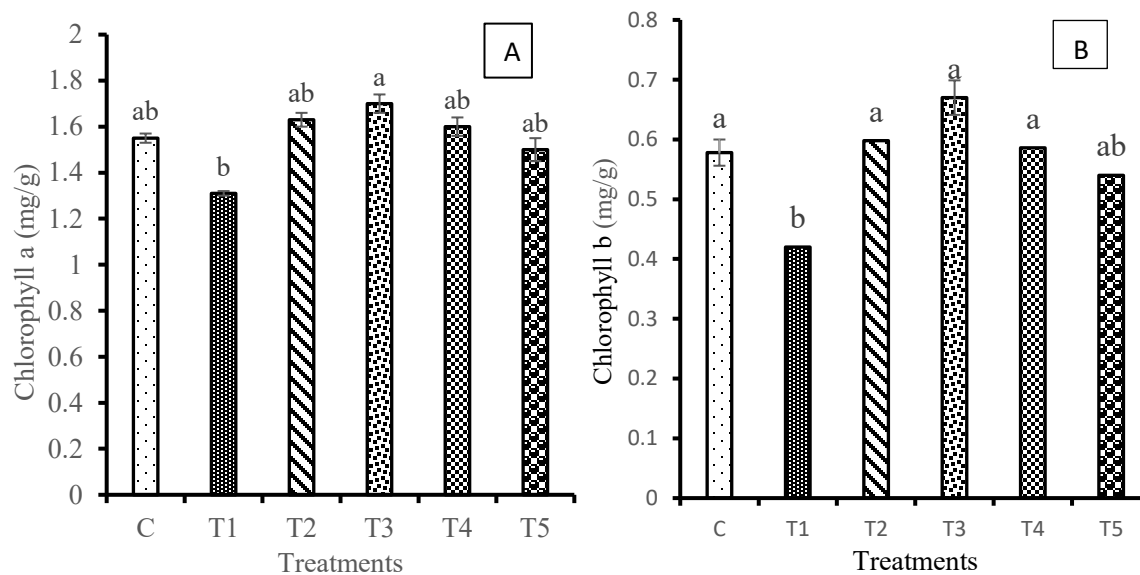 A
Chlorophyll a (mg/g)
2
1.8
1.6
1.4
1.2
1
0.8
0.6
0.4
0.2
0
ab
b
ab
a
ab
ab
C T1 T2 T3 T4 T5
Treatments
B
Chlorophyll b (mg/g)
0.8
0.7
0.6
0.5
0.4
0.3
0.2
0.1
0
a
b
a
a
a
ab
C T1 T2 T3 T4 T5
Treatments